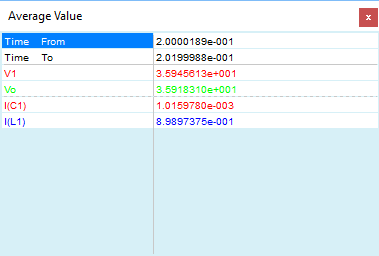 Average Value
x
Time From 2.0000189e-001
Time To 2.0199988e-001
V1 3.5945613e+001
Vo 3.5918310e+001
I(C1) 1.0159780e-003
I(L1) 8.9897375e-001